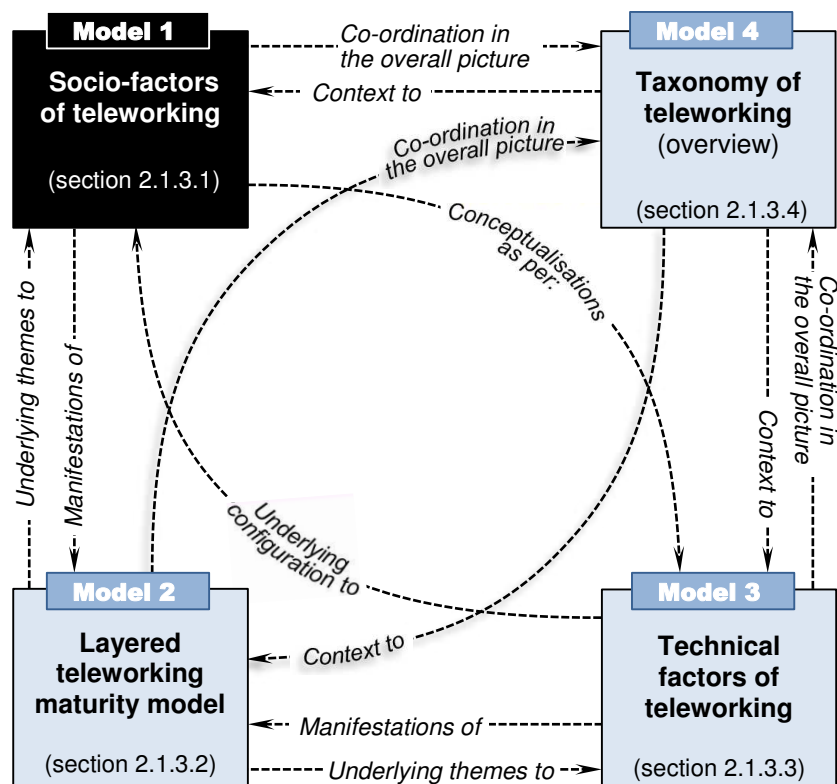 Model 1
Socio-factors
of teleworking
(section 2.1.3.1)
Co-ordination in
the overall picture
Context to
Model 4
Taxonomy of
teleworking
(overview)
(section 2.1.3.4)
Co-ordination in
the overall picture
Conceptualisations
as per:
Underlying themes to
Manifestations of
Context to
Co-ordination in
the overall picture
Underlying
configuration to
Model 2
Layered
teleworking
maturity model
(section 2.1.3.2)
Context to
Manifestations of
Underlying themes to
Model 3
Technical
factors of
teleworking
(section 2.1.3.3)